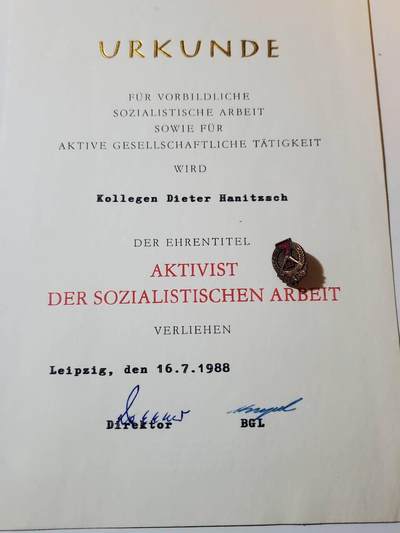 URKUNDE
FÜR VORBILDLICHE
SOZIALISTISCHE ARBEIT
SOWIE FÜR
AKTIVE GESELLSCHAFTLICHE TÄTIGKEIT
WIRD
Kollegen Dieter Hanitzsch
DER EHRENTITEL
AKTIVIST
DER SOZIALISTISCHEN ARBEIT
VERLIEHEN
Leipzig, den 16.7.1988
Direktor BGL